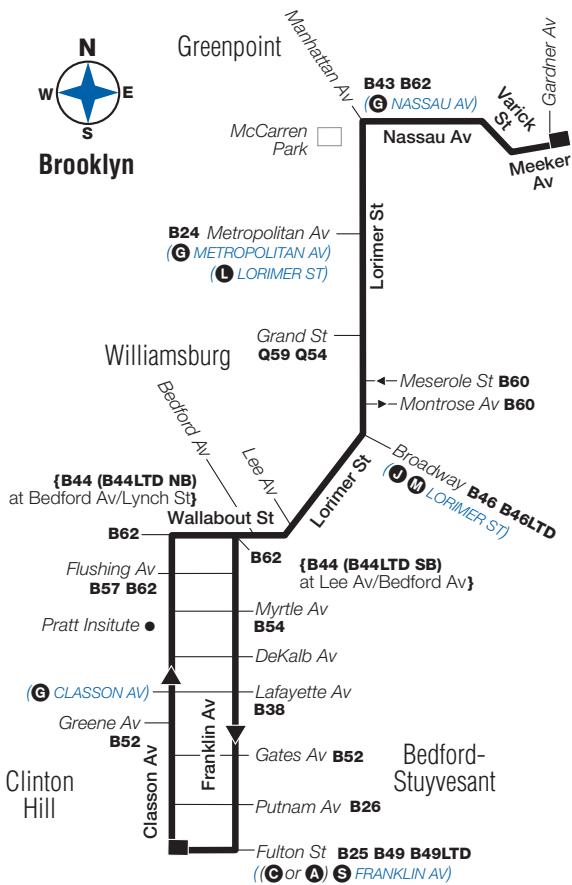 Greenpoint
N
W E
S
Brooklyn
Manhattan Av
B43 B62
(G NASSAU AV)
Nassau Av
Varick
St
Gardner Av
Meeker
Av
McCarren
Park
B24 Metropolitan Av
(G METROPOLITAN AV)
(L LORIMER ST)
Lorimer St
Grand St
Q59 Q54
Williamsburg
Meserole St B60
Montrose Av B60
Bedford Av
Lee Av
Lorimer St
Broadway B46 B46LTD
(J M LORIMER ST)
{B44 (B44LTD NB)
at Bedford Av/Lynch St}
Wallabout St
B62
B62
{B44 (B44LTD SB)
at Lee Av/Bedford Av}
Flushing Av
B57 B62
Myrtle Av
B54
Pratt Insitute
DeKalb Av
(G CLASSON AV)
Lafayette Av
B38
Greene Av
B52
Classon Av
Franklin Av
Gates Av B52
Bedford-
Stuyvesant
Clinton
Hill
Putnam Av B26
Fulton St B25 B49 B49LTD
((C or A) S FRANKLIN AV)